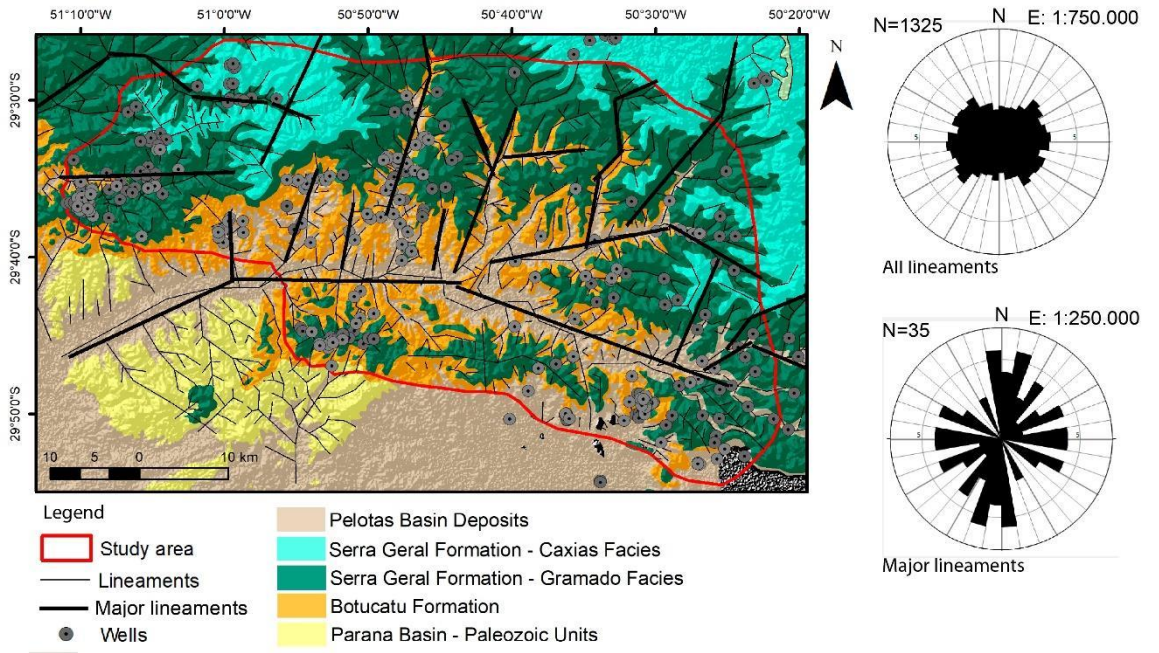 51°10'0"W 51°0'0"W 50°50'0"W 50°40'0"W 50°30'0"W 50°20'0"W
N
29°30'0"S
29°40'0"S
29°50'0"S
10 5 0 10 km
N=1325 N E: 1:750.000
5 5
All lineaments
N=35 N E: 1:250.000
5 5
Major lineaments
Legend
Study area
Lineaments
Major lineaments
Wells
Pelotas Basin Deposits
Serra Geral Formation - Caxias Facies
Serra Geral Formation - Gramado Facies
Botucatu Formation
Parana Basin - Paleozoic Units